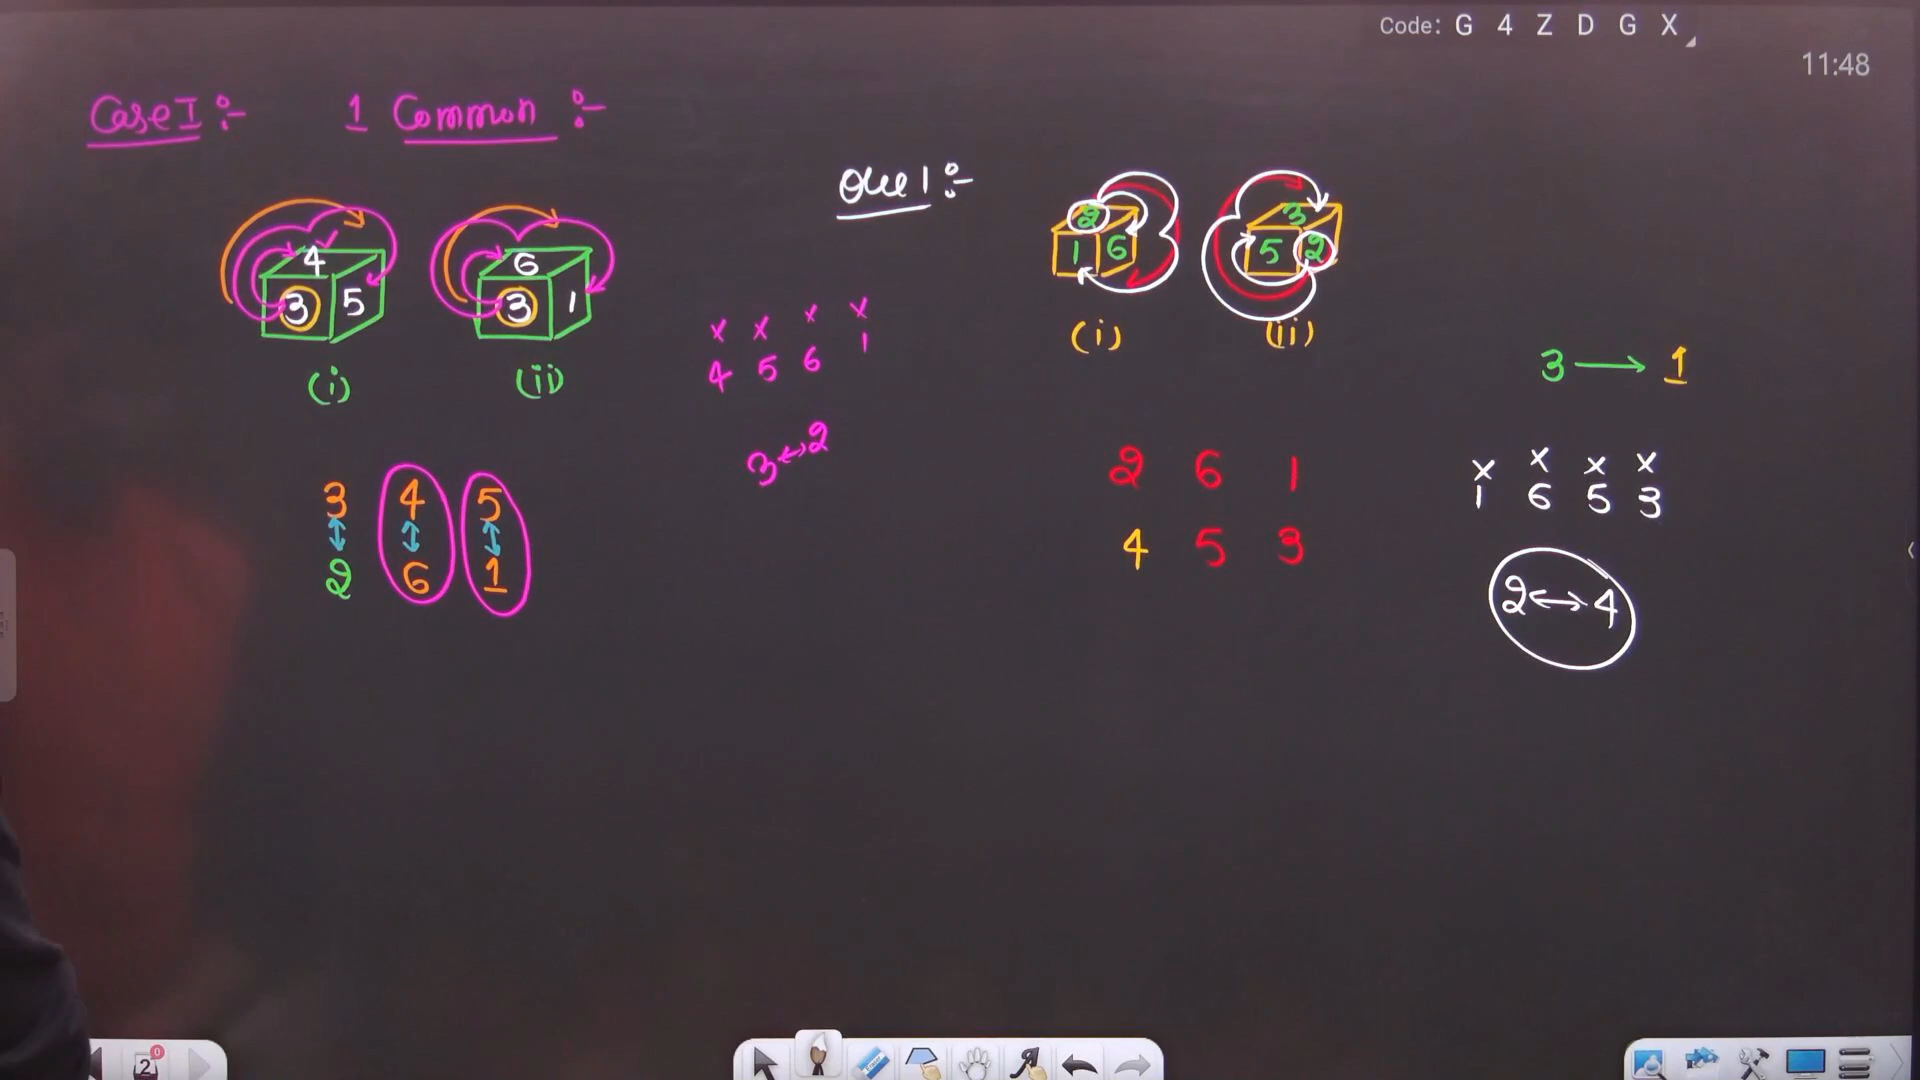 Code: G 4 Z D G X
11:48
Case I :- 1 Common :-
Que 1 :-
4
3 5
(i)
6
3 1
(ii)
x x x x
4 5 6 1
3 ↔ 2
3 4 5
↕ ↕ ↕
2 6 1
2
1 6
(i)
3
5 2
(ii)
2 6 1
4 5 3
3 → 1
x x x x
1 6 5 3
2 ↔ 4
2 0